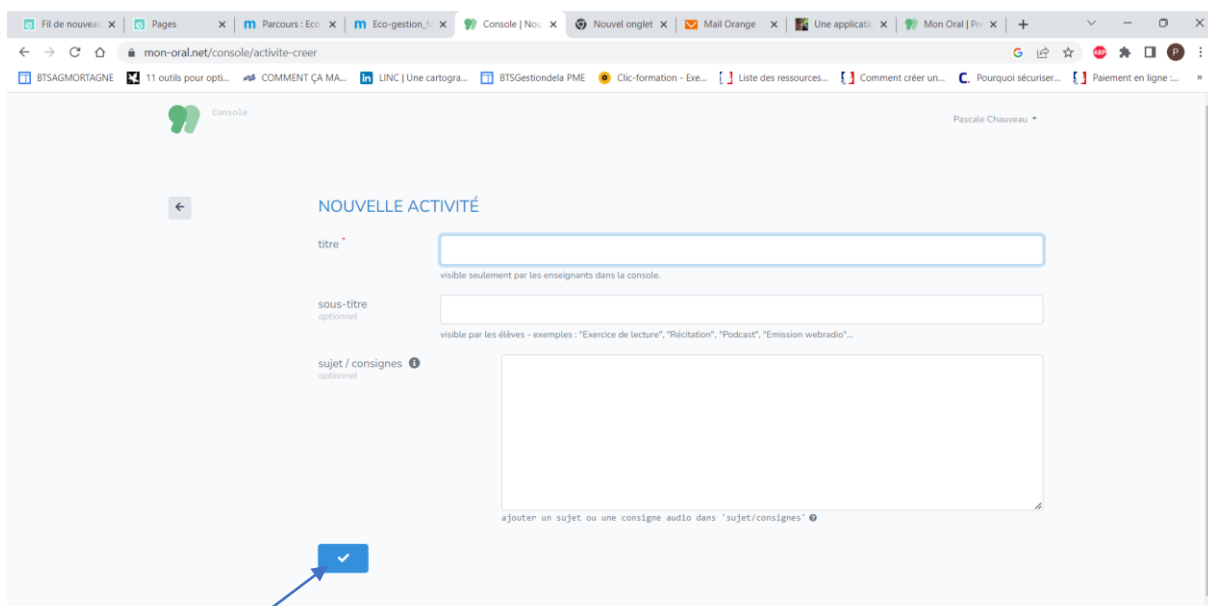 Fil de nouveau Pages Parcours : Eco Eco-gestion_fo Console | Nou Nouvel onglet Mail Orange Une applicatio Mon Oral | Pri
mon-oral.net/console/activite-creer
BTSAGMORTAGNE 11 outils pour opti... COMMENT ÇA MA... LINC | Une cartogra... BTSGestiondela PME Clic-formation - Exe... Liste des ressources... Comment créer un... Pourquoi sécuriser... Paiement en ligne :... »
Console
Pascale Chauveau
NOUVELLE ACTIVITÉ
titre *
visible seulement par les enseignants dans la console.
sous-titre
optionnel
visible par les élèves - exemples : "Exercice de lecture", "Récitation", "Podcast", "Emission webradio"...
sujet / consignes
optionnel
ajouter un sujet ou une consigne audio dans 'sujet/consignes'